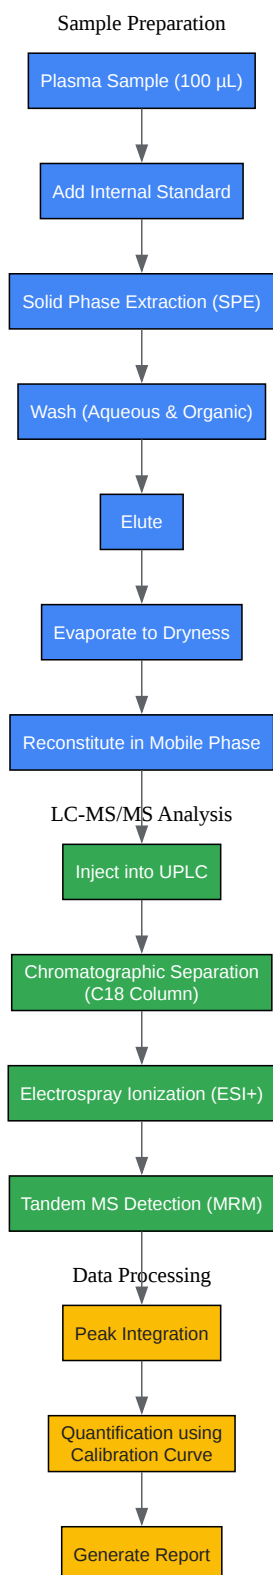 Sample Preparation
Plasma Sample (100 µL)
Add Internal Standard
Solid Phase Extraction (SPE)
Wash (Aqueous & Organic)
Elute
Evaporate to Dryness
Reconstitute in Mobile Phase
LC-MS/MS Analysis
Inject into UPLC
Chromatographic Separation
(C18 Column)
Electrospray Ionization (ESI+)
Tandem MS Detection (MRM)
Data Processing
Peak Integration
Quantification using
Calibration Curve
Generate Report